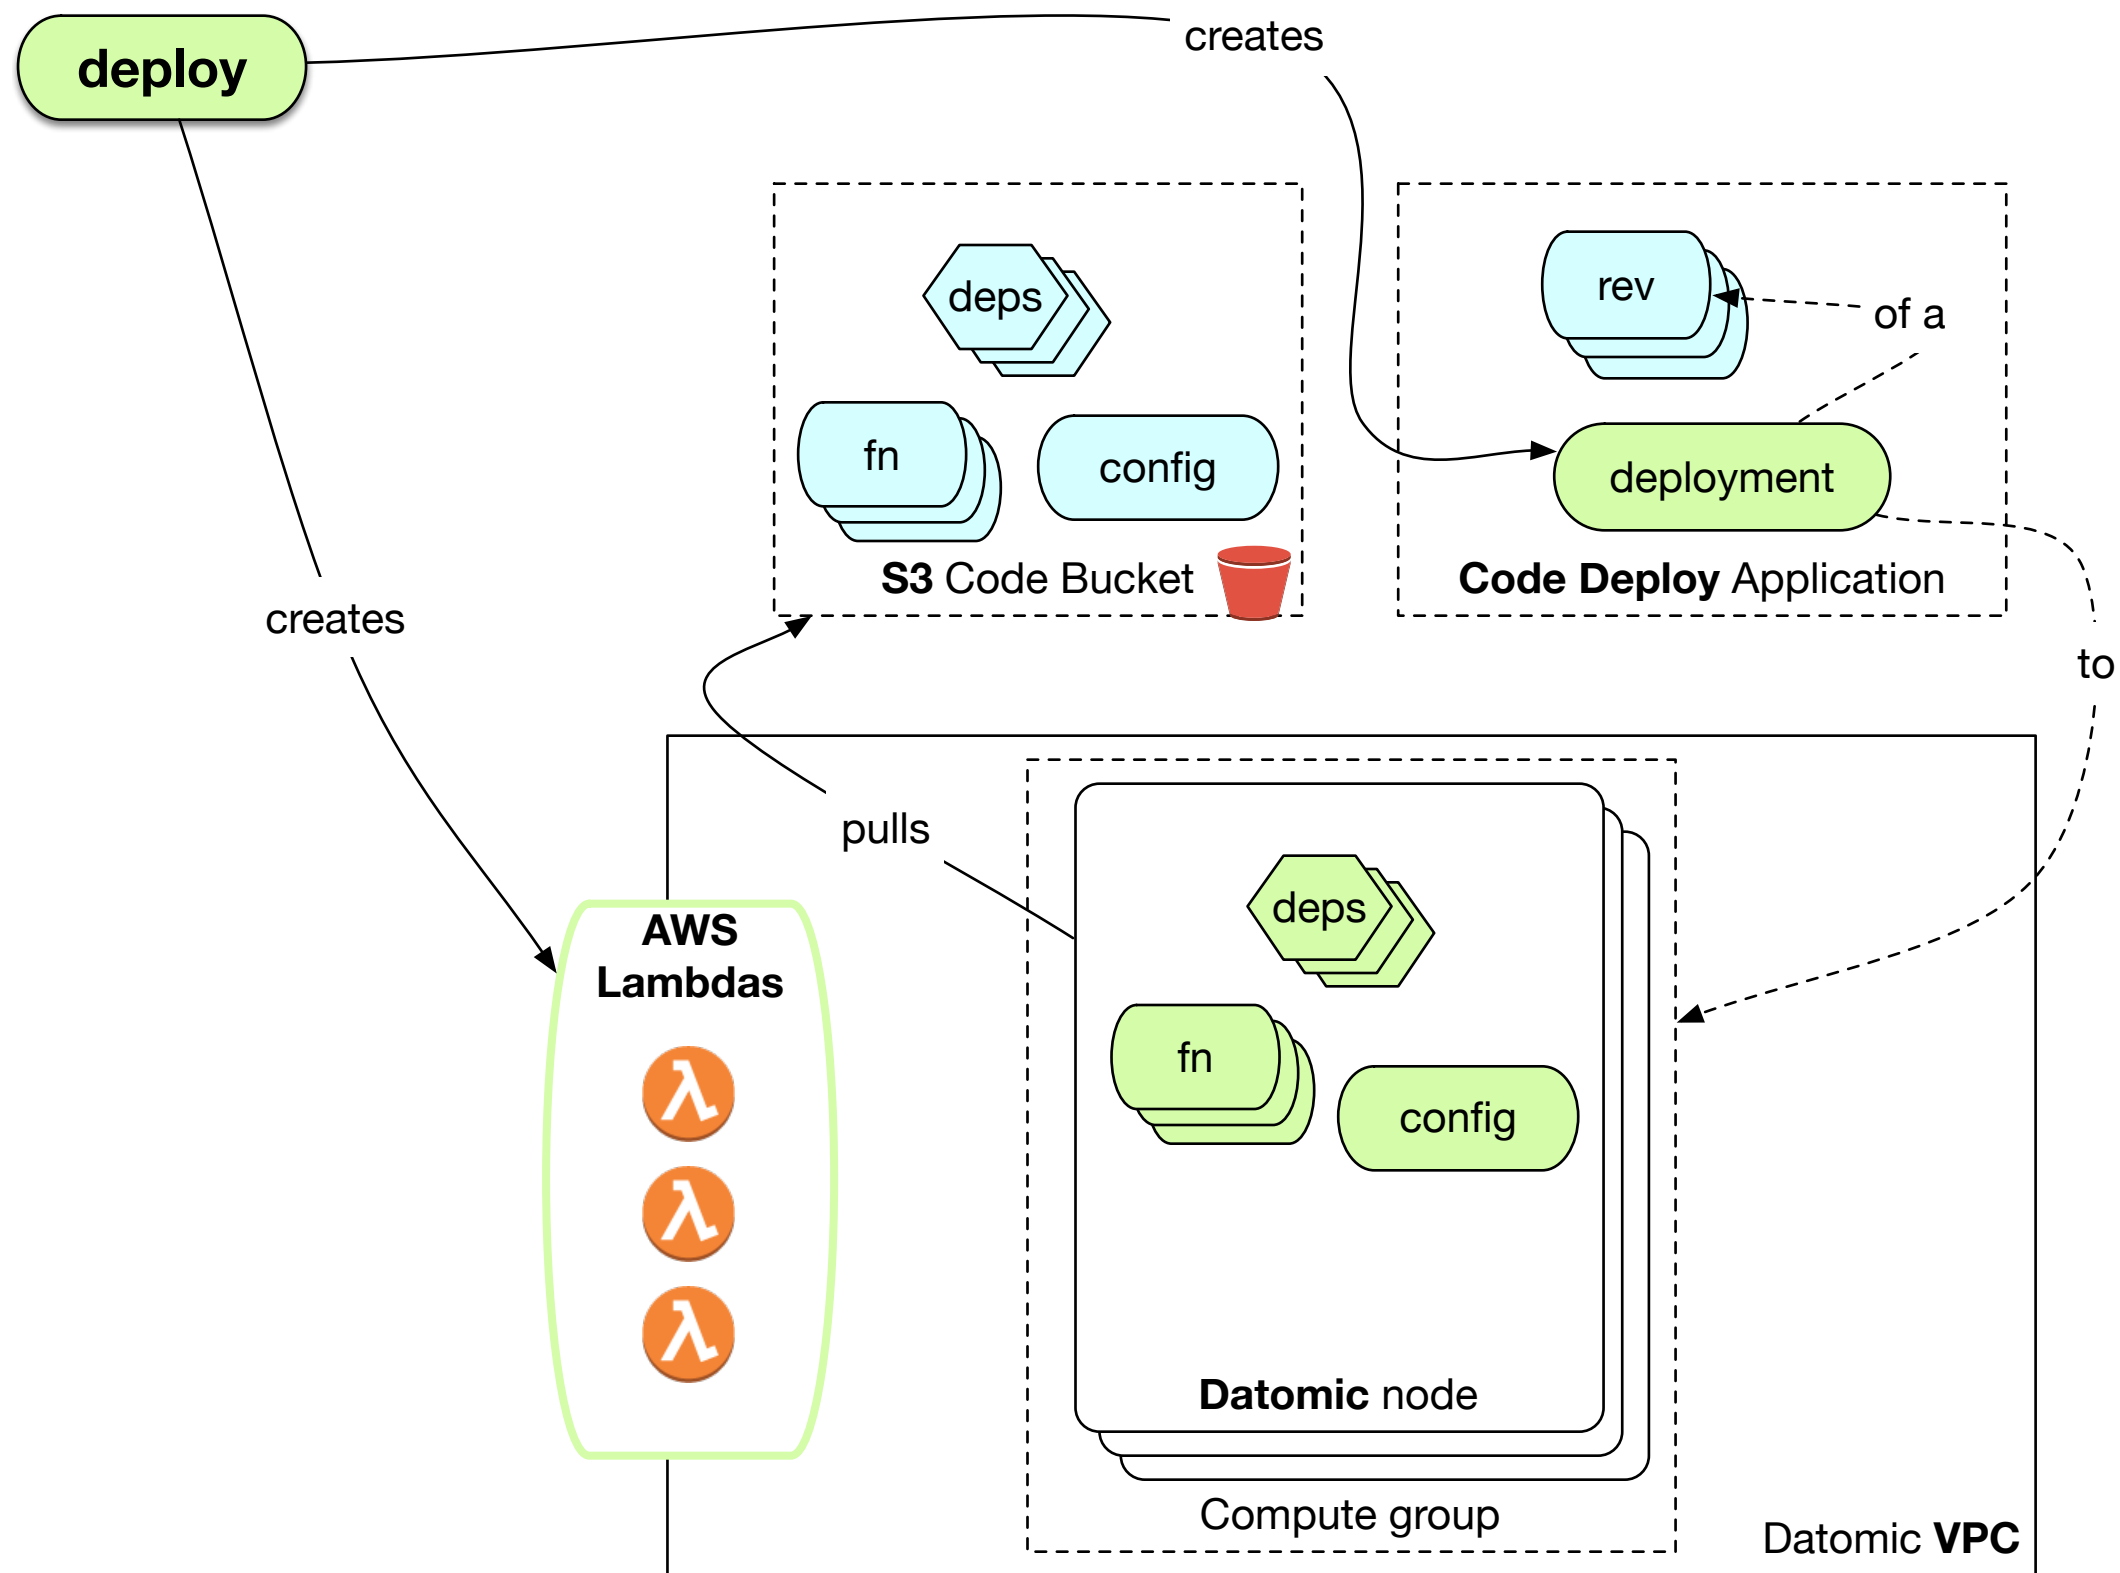 deploy
creates
deps
rev
of a
fn
config
deployment
S3 Code Bucket
Code Deploy Application
creates
to
pulls
deps
AWS
Lambdas
fn
config
Datomic node
Compute group
Datomic VPC